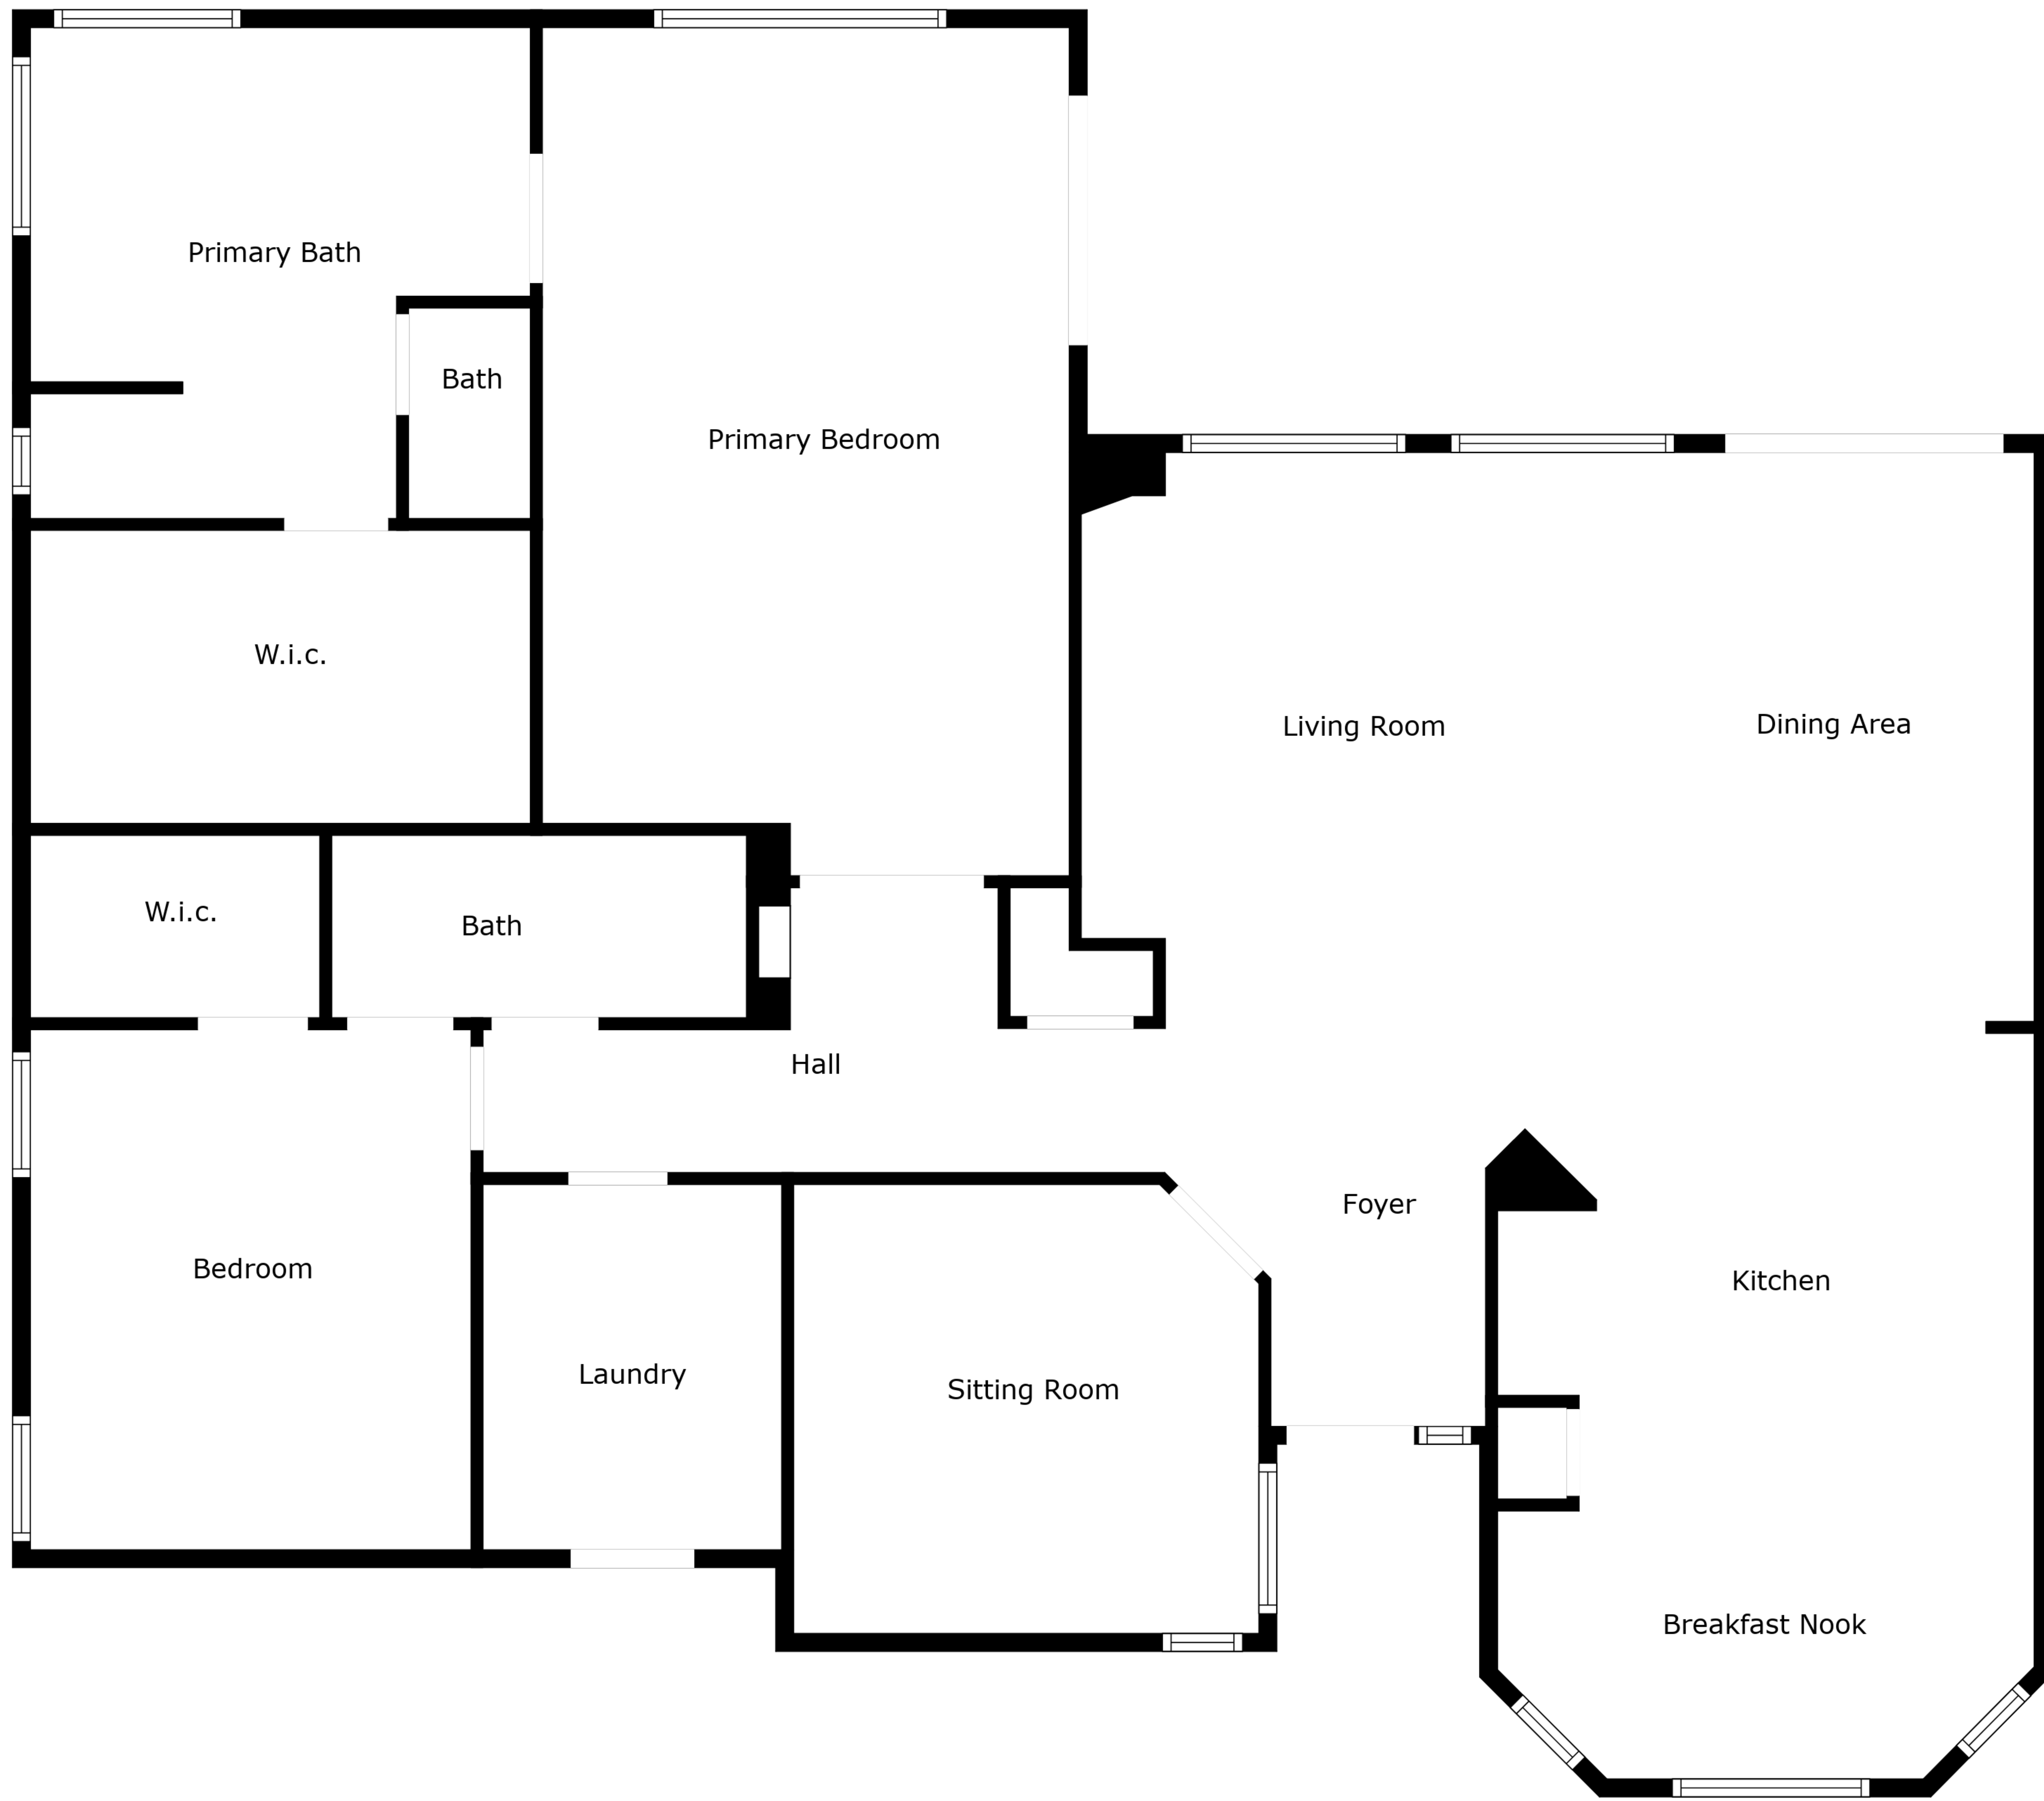 Primary Bath
Bath
Primary Bedroom
W.i.c.
Living Room
Dining Area
W.i.c.
Bath
Hall
Foyer
Bedroom
Kitchen
Laundry
Sitting Room
Breakfast Nook